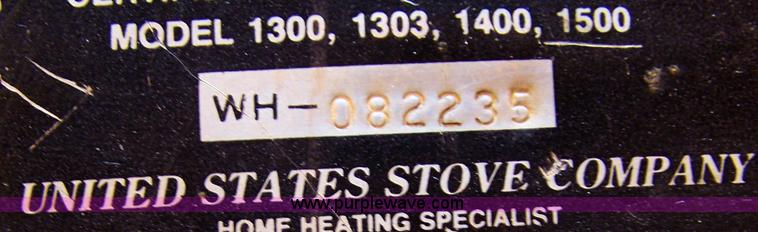 MODEL 1300, 1303, 1400, 1500
WH-082235
UNITED STATES STOVE COMPANY
www.purplewave.com
HOME HEATING SPECIALIST